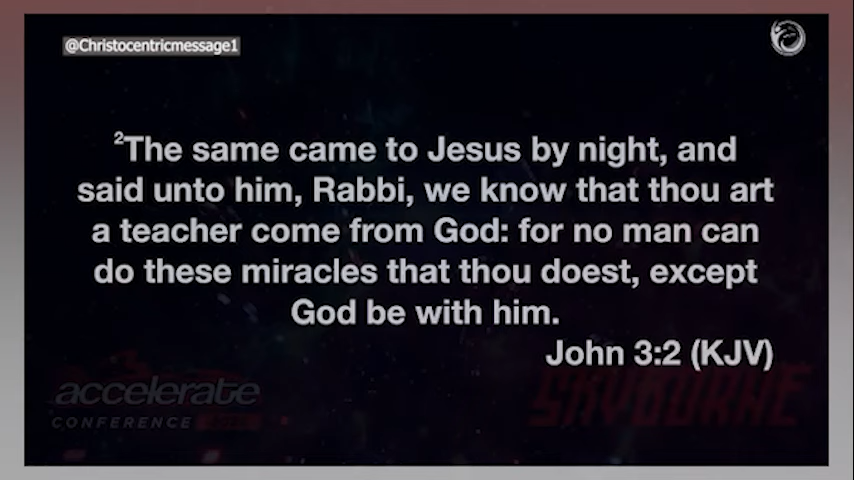 @Christocentricmessage1
2The same came to Jesus by night, and
said unto him, Rabbi, we know that thou art
a teacher come from God: for no man can
do these miracles that thou doest, except
God be with him.
John 3:2 (KJV)
accelerate
CONFERENCE